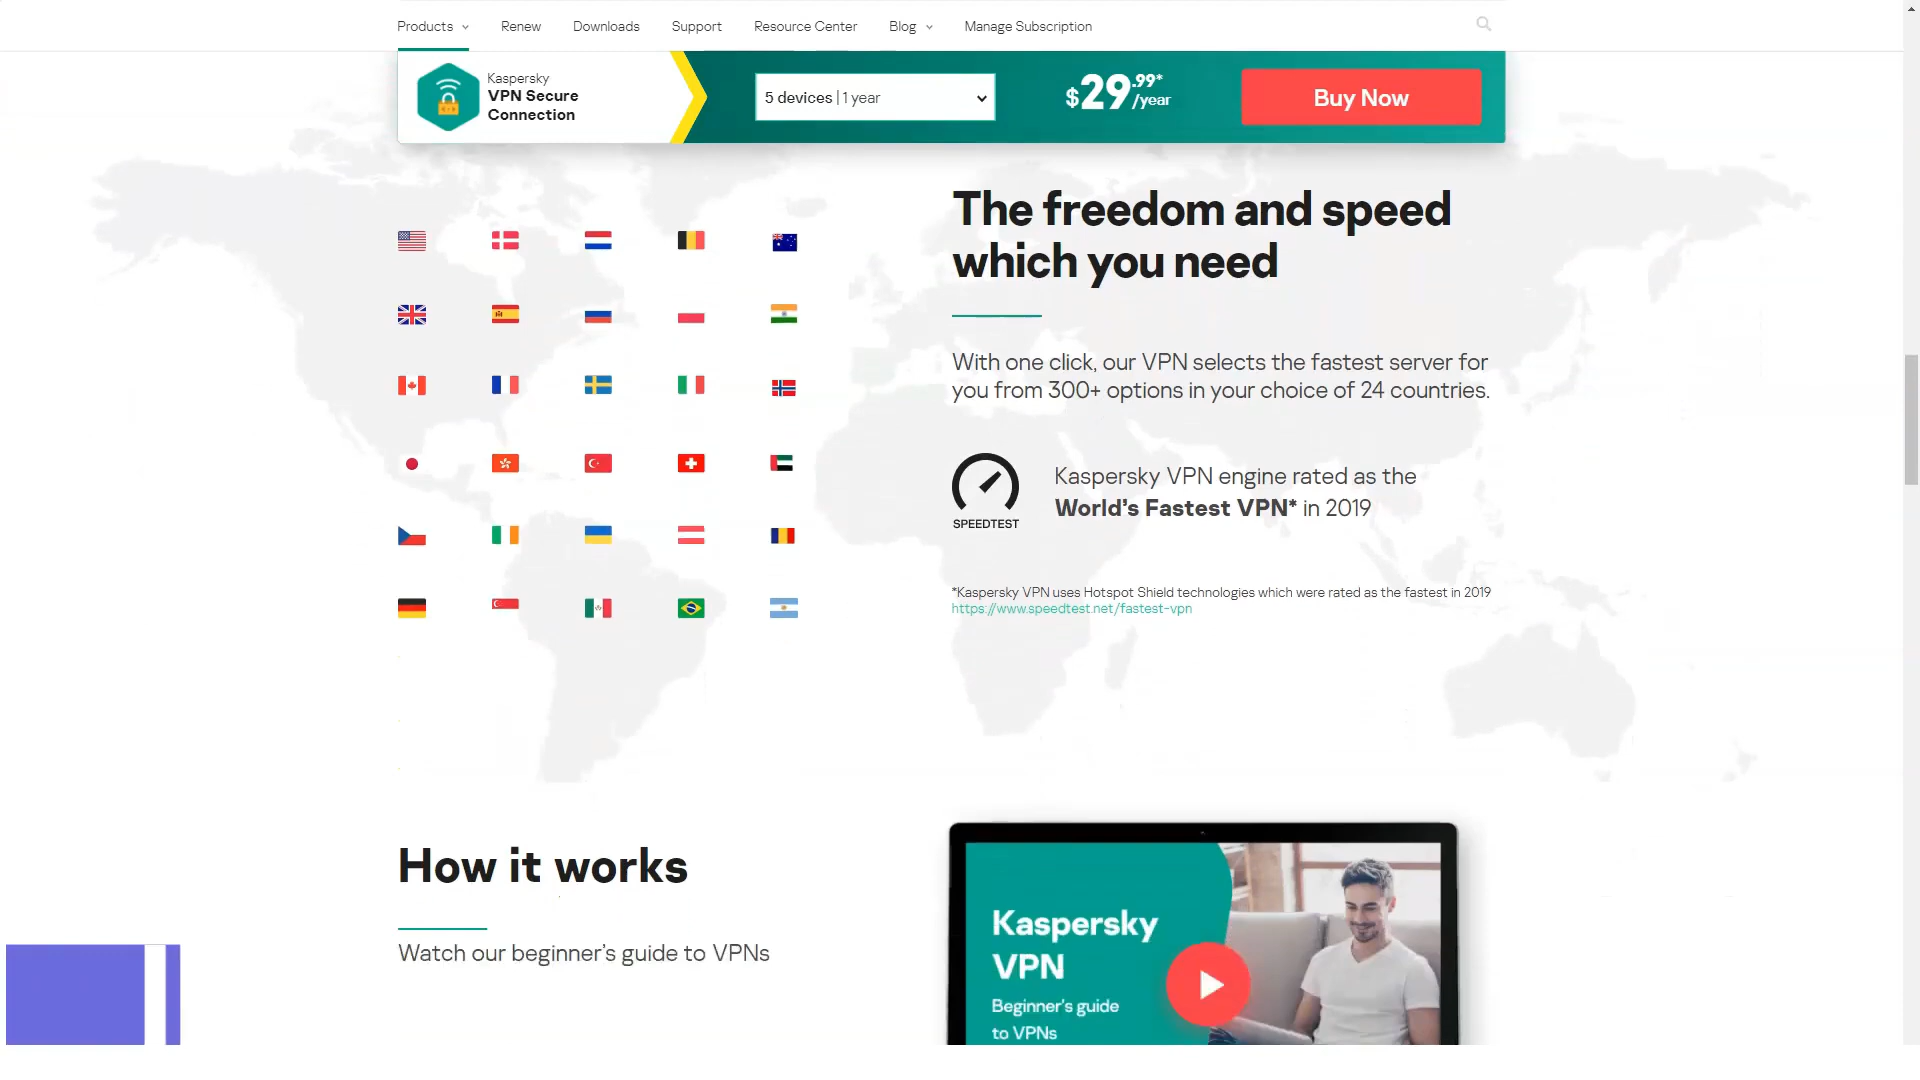 Products Renew Downloads Support Resource Center Blog Manage Subscription
Kaspersky
VPN Secure
Connection
5 devices | 1 year
$29.99*/year
Buy Now
The freedom and speed
which you need
With one click, our VPN selects the fastest server for
you from 300+ options in your choice of 24 countries.
SPEEDTEST
Kaspersky VPN engine rated as the
World's Fastest VPN* in 2019
*Kaspersky VPN uses Hotspot Shield technologies which were rated as the fastest in 2019
https://www.speedtest.net/fastest-vpn
How it works
Watch our beginner's guide to VPNs
Kaspersky
VPN
Beginner's guide
to VPNs